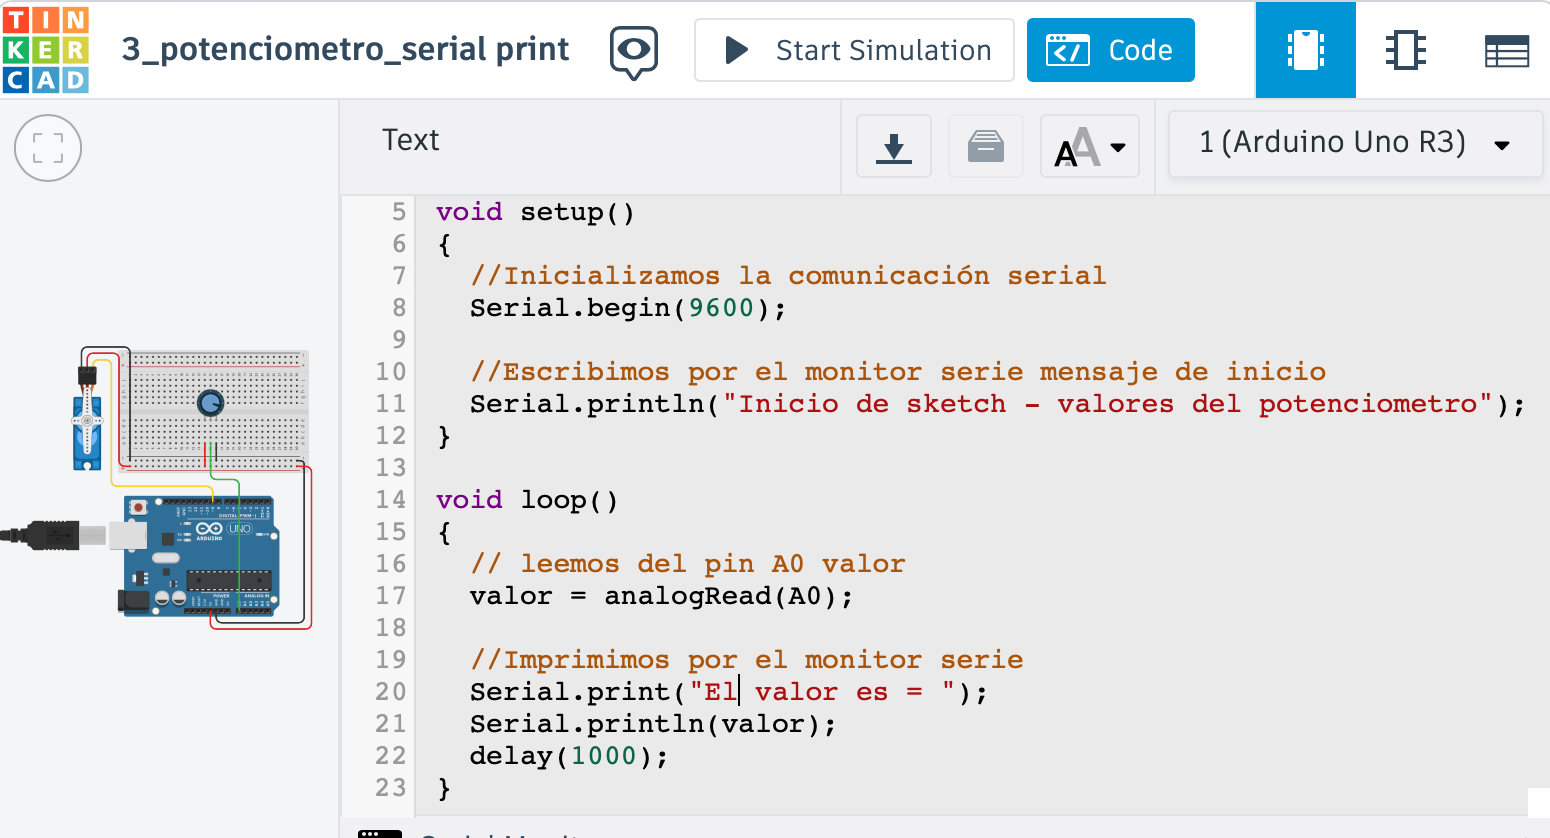 TIN
KER
CAD
3_potenciometro_serial print
Start Simulation
</> Code
Text
AA
1 (Arduino Uno R3)
5 void setup()
6 {
7 //Inicializamos la comunicación serial
8 Serial.begin(9600);
9
10 //Escribimos por el monitor serie mensaje de inicio
11 Serial.println("Inicio de sketch - valores del potenciometro");
12 }
13
14 void loop()
15 {
16 // leemos del pin A0 valor
17 valor = analogRead(A0);
18
19 //Imprimimos por el monitor serie
20 Serial.print("El valor es = ");
21 Serial.println(valor);
22 delay(1000);
23 }
DIGITAL (PWM~)
UNO
ARDUINO
POWER
ANALOG IN